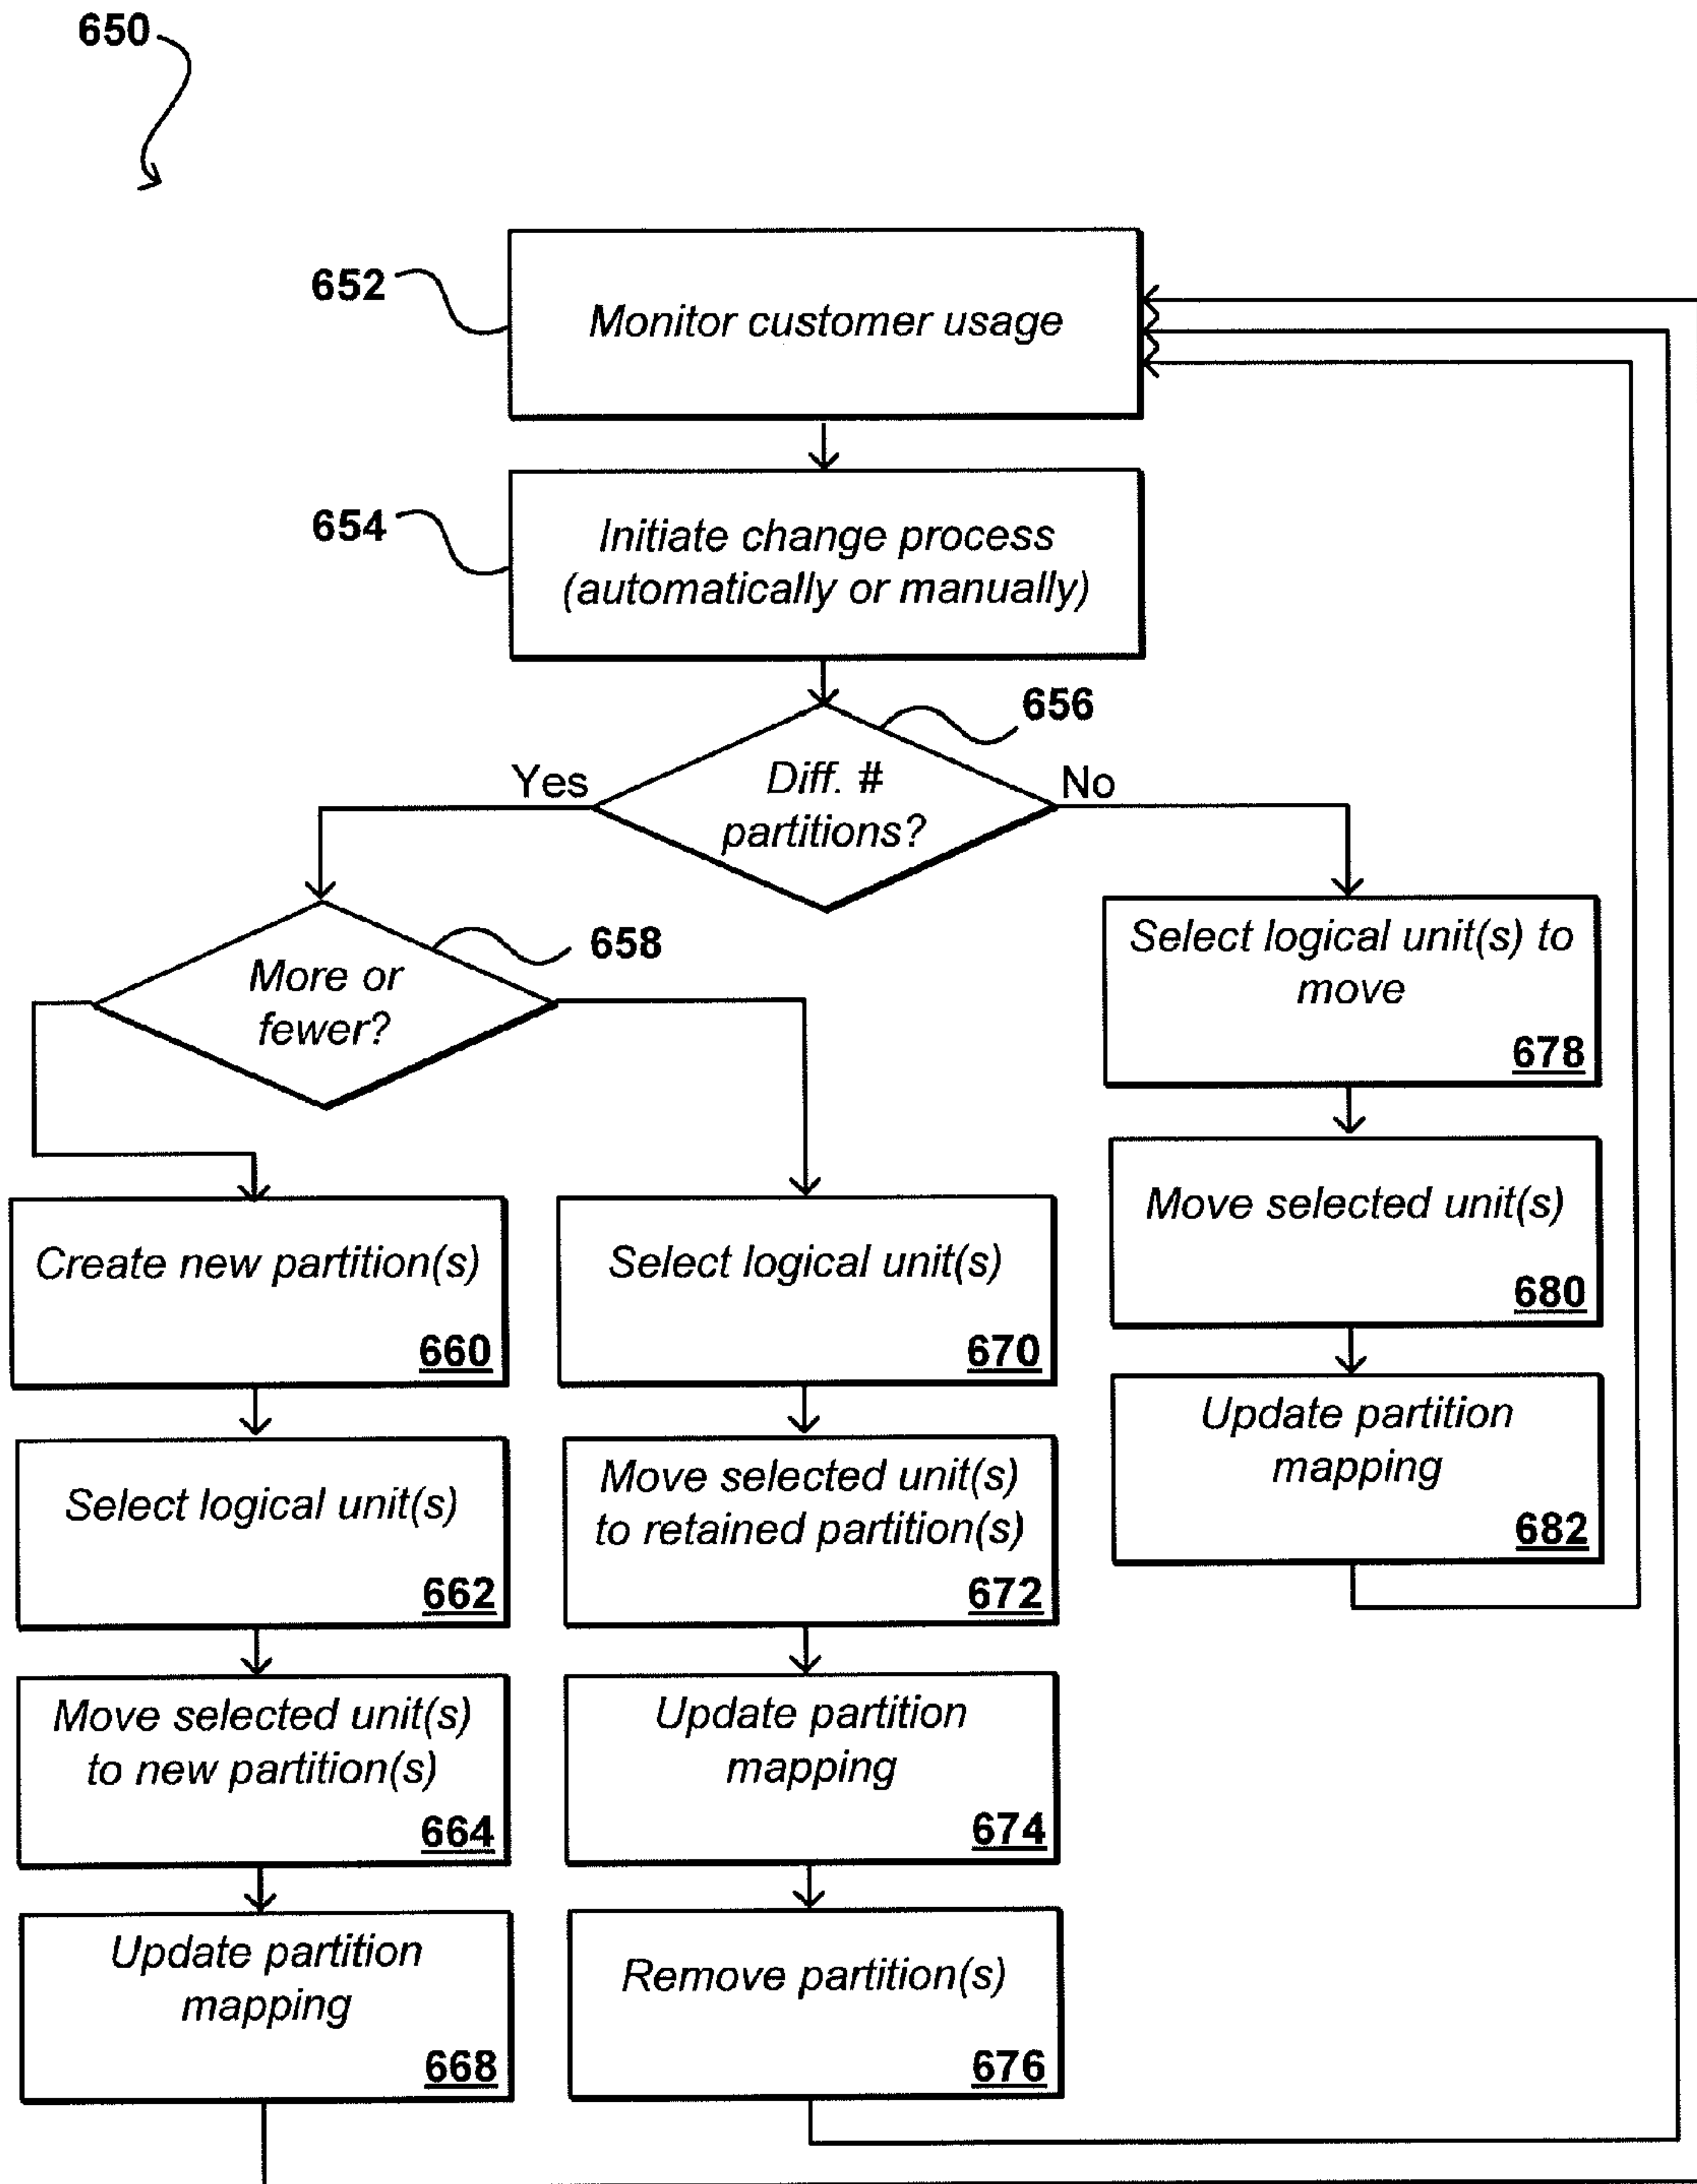 650
652
Monitor customer usage
654
Initiate change process
(automatically or manually)
656
Yes
Diff. #
partitions?
No
658
More or
fewer?
Select logical unit(s) to
move
678
Create new partition(s)
660
Select logical unit(s)
670
Move selected unit(s)
680
Select logical unit(s)
662
Move selected unit(s)
to retained partition(s)
672
Update partition
mapping
682
Move selected unit(s)
to new partition(s)
664
Update partition
mapping
674
Update partition
mapping
668
Remove partition(s)
676